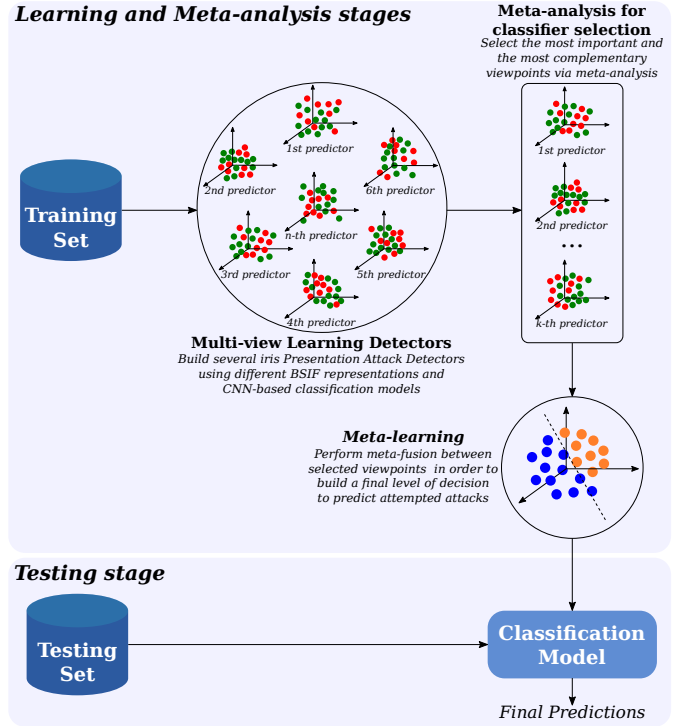 Learning and Meta-analysis stages
Meta-analysis for
classifier selection
Select the most important and
the most complementary
viewpoints via meta-analysis
Training
Set
1st predictor
2nd predictor
6th predictor
n-th predictor
3rd predictor
5th predictor
4th predictor
1st predictor
2nd predictor
...
k-th predictor
Multi-view Learning Detectors
Build several iris Presentation Attack Detectors
using different BSIF representations and
CNN-based classification models
Meta-learning
Perform meta-fusion between
selected viewpoints in order to
build a final level of decision
to predict attempted attacks
Testing stage
Testing
Set
Classification
Model
Final Predictions